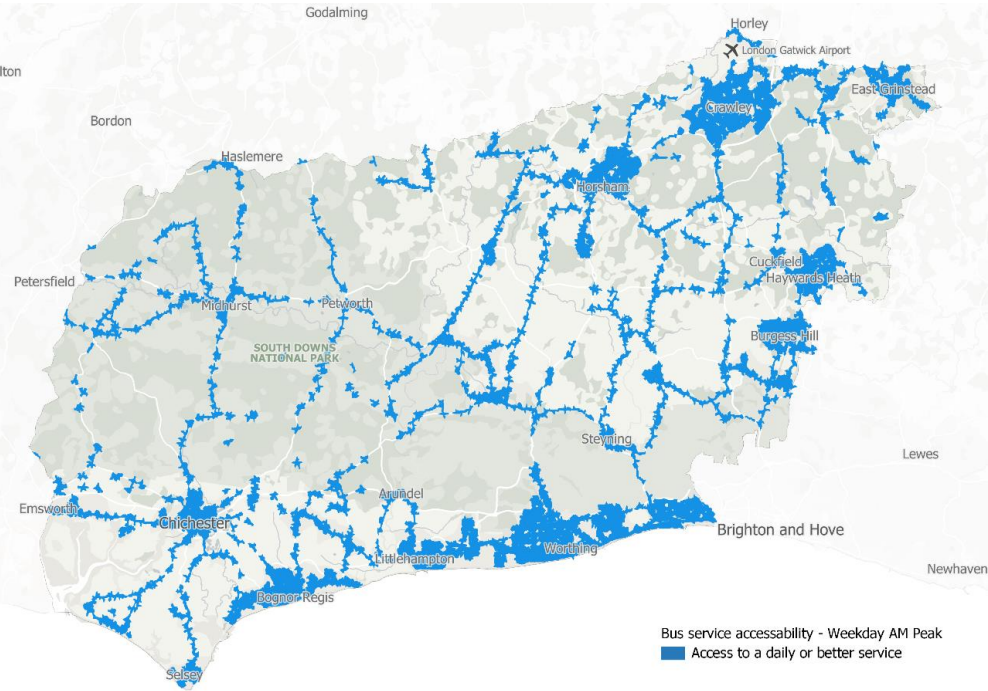 Godalming
Horley
London Gatwick Airport
lton
East Grinstead
Crawley
Bordon
Haslemere
Horsham
Cuckfield
Haywards Heath
Petersfield
Midhurst
Petworth
Burgess Hill
SOUTH DOWNS
NATIONAL PARK
Steyning
Lewes
Arundel
Emsworth
Chichester
Brighton and Hove
Worthing
Littlehampton
Newhaven
Bognor Regis
Selsey
Bus service accessability - Weekday AM Peak
Access to a daily or better service